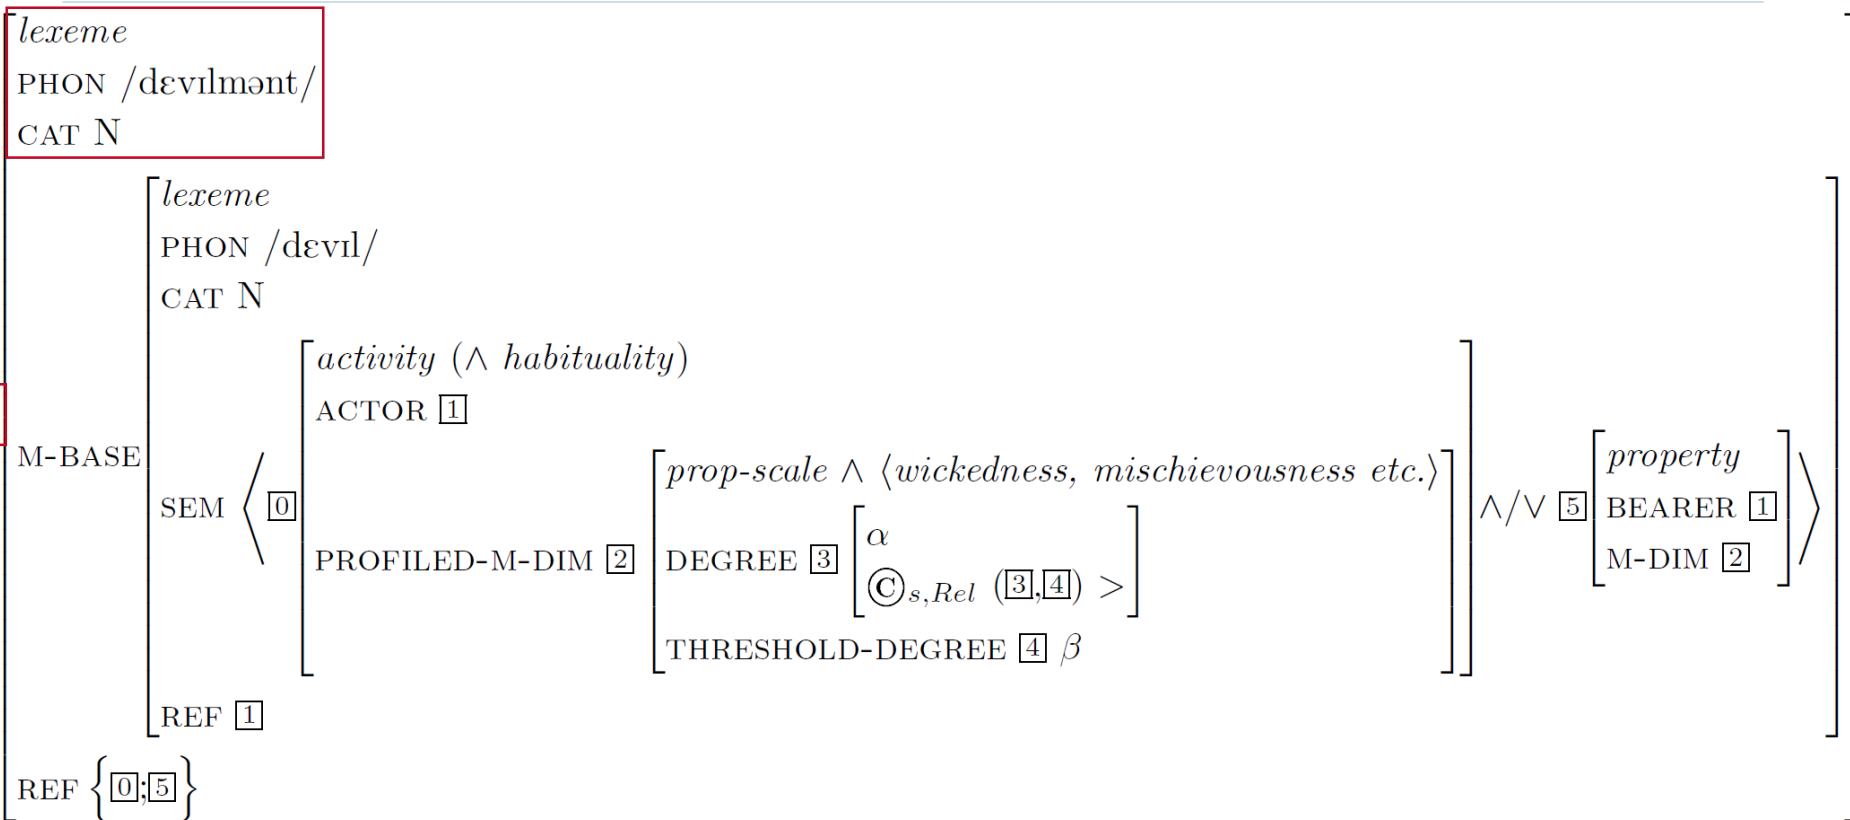 lexeme
PHON /dɛvɪlmənt/
CAT N
lexeme
PHON /dɛvɪl/
CAT N
activity (∧ habituality)
ACTOR 1
prop-scale ∧ ⟨wickedness, mischievousness etc.⟩
property
M-BASE
SEM ⟨ 0
PROFILED-M-DIM 2
DEGREE 3
α
Ⓒs,Rel (3,4) >
THRESHOLD-DEGREE 4 β
∧/∨ 5
BEARER 1
M-DIM 2
⟩
REF 1
REF {0;5}